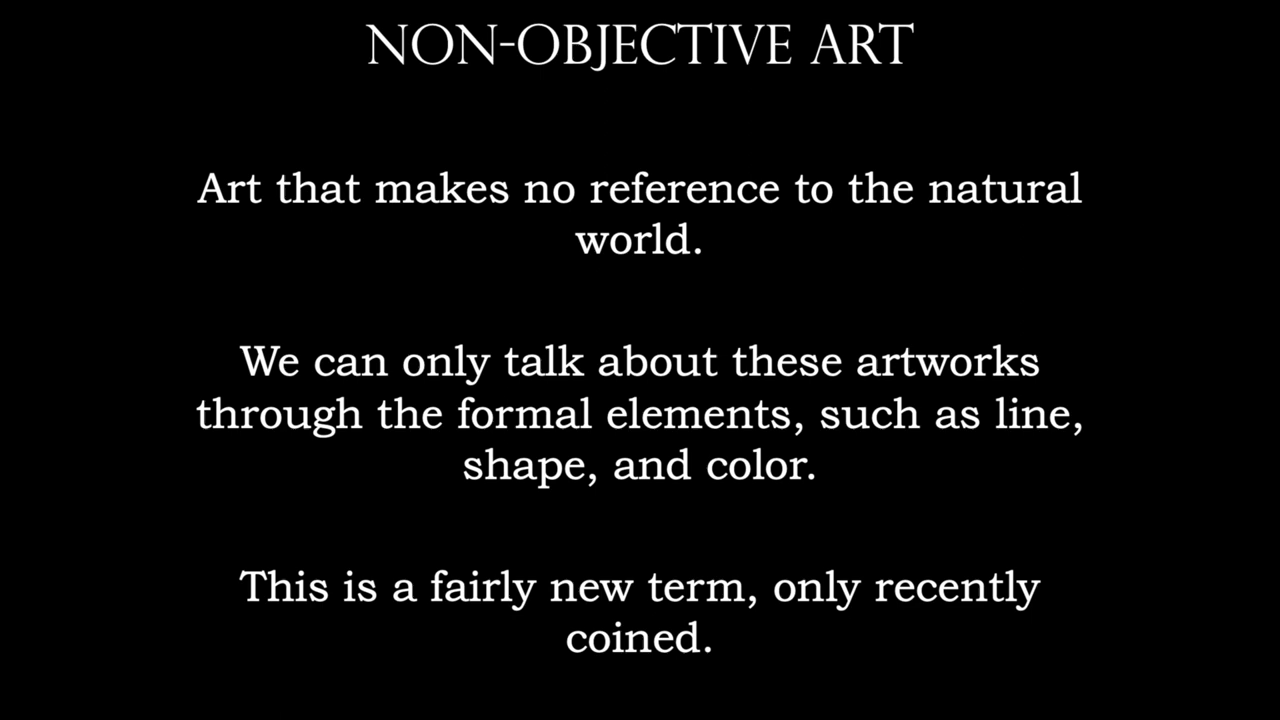 NON-OBJECTIVE ART
Art that makes no reference to the natural
world.
We can only talk about these artworks
through the formal elements, such as line,
shape, and color.
This is a fairly new term, only recently
coined.